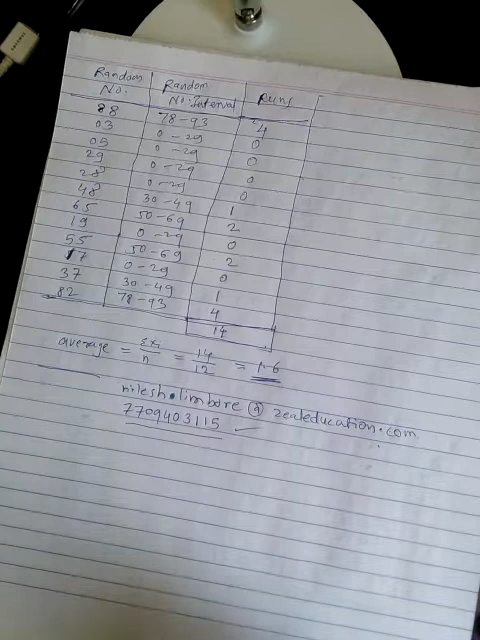 Random No. Random No. Interval Runs
88 78-93 4
03 0-29 0
09 0-29 0
29 0-29 0
28 0-29 0
48 30-49 1
65 50-69 2
19 0-29 0
55 50-69 2
17 0-29 0
37 30-49 1
82 78-93 4
14
average = Σxi/n = 14/12 = 1.6
nilesh.limbore @ zealeducation.com
7709403115